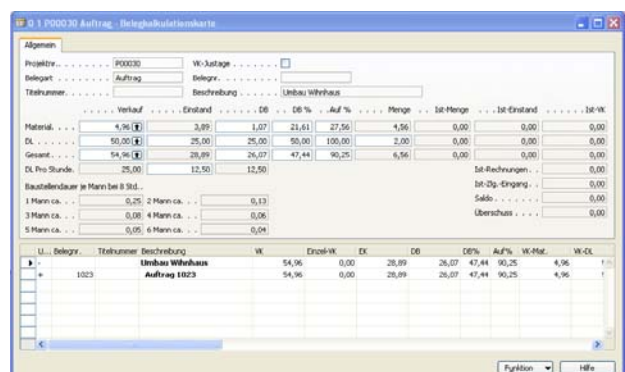 0 1 P00030 Auftrag - Belegkalkulationskarte
Allgemein
Projektnr. . . . . . . . P00030 VK-Justage . . . . . . .
Belegart . . . . . . . . Auftrag Belegnr. . . . . . . . .
Titelnummer. . . . . . . Beschreibung . . . . . . Umbau Wihnhaus
. . . . . . Verkauf . . . . . Einstand . . . . . . DB . . DB % . . Auf % . . . . Menge . . Ist-Menge . . . Ist-Einstand . . . . Ist-VK
Material. . . . 4,96 3,89 1,07 21,61 27,56 4,56 0,00 0,00 0,00
DL . . . . . . 50,00 25,00 25,00 50,00 100,00 2,00 0,00 0,00 0,00
Gesamt. . . . . 54,96 28,89 26,07 47,44 90,25 6,56 0,00 0,00 0,00
DL Pro Stunde. 25,00 12,50 12,50 Ist-Rechnungen. . 0,00
Baustellendauer je Mann bei 8 Std... Ist-Zlg.-Eingang. . 0,00
1 Mann ca. . . 0,25 2 Mann ca. . . 0,13 Saldo . . . . . . 0,00
3 Mann ca. . . 0,08 4 Mann ca. . . 0,06 Überschuss . . . . 0,00
5 Mann ca. . . 0,05 6 Mann ca. . . 0,04
U... Belegnr. Titelnummer Beschreibung VK Einzel-VK EK DB DB% Auf% VK-Mat. VK-DL
- Umbau Wihnhaus 54,96 0,00 28,89 26,07 47,44 90,25 4,96
+ 1023 Auftrag 1023 54,96 0,00 28,89 26,07 47,44 90,25 4,96
Funktion Hilfe